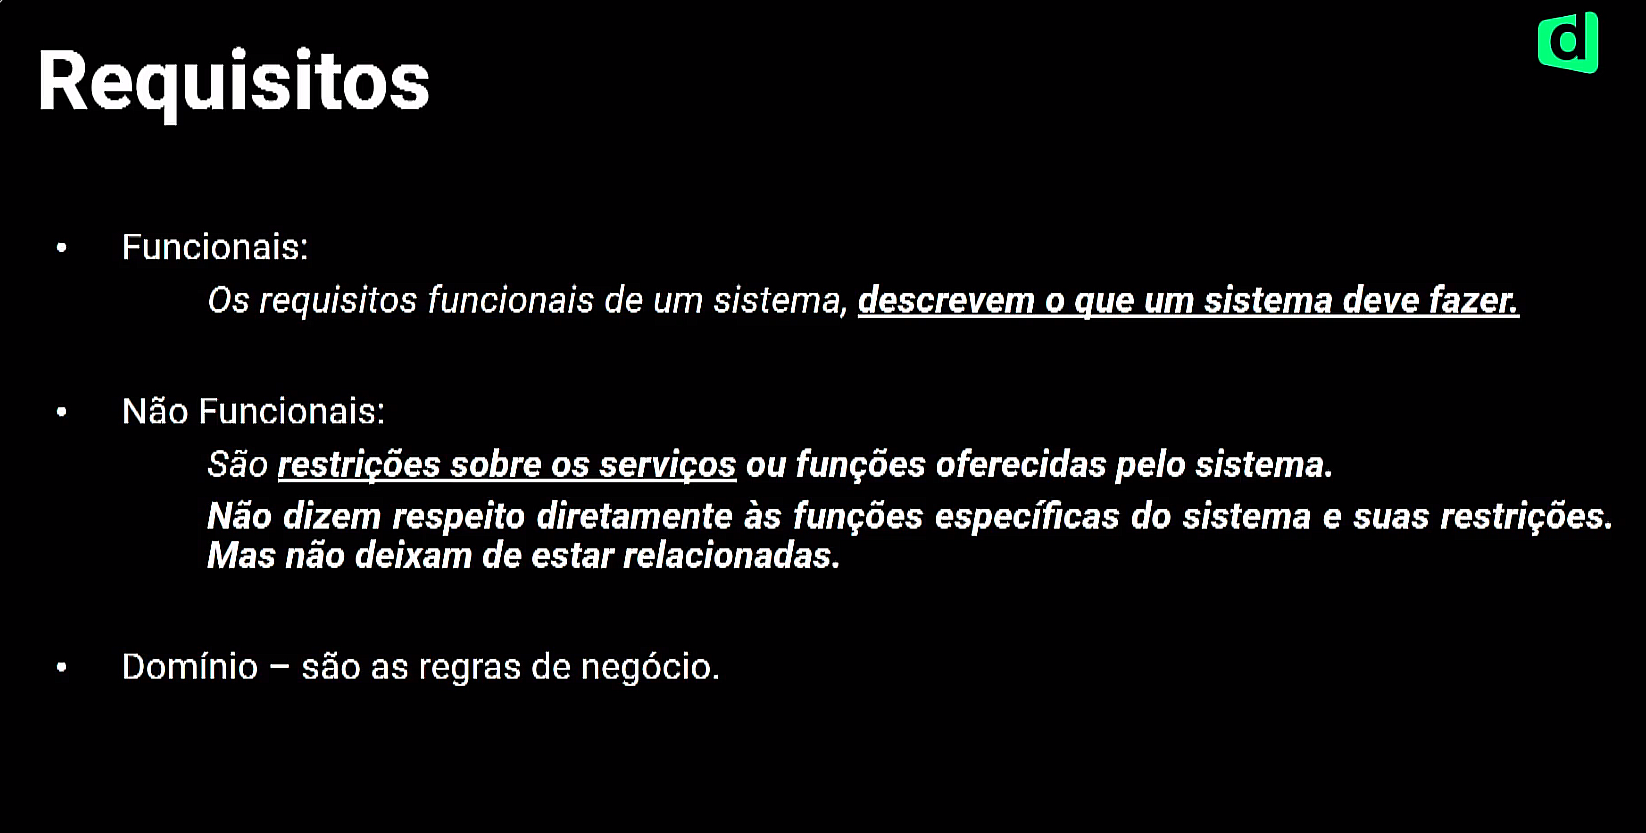 Requisitos
d
• Funcionais:
Os requisitos funcionais de um sistema, descrevem o que um sistema deve fazer.
• Não Funcionais:
São restrições sobre os serviços ou funções oferecidas pelo sistema.
Não dizem respeito diretamente às funções específicas do sistema e suas restrições.
Mas não deixam de estar relacionadas.
• Domínio – são as regras de negócio.